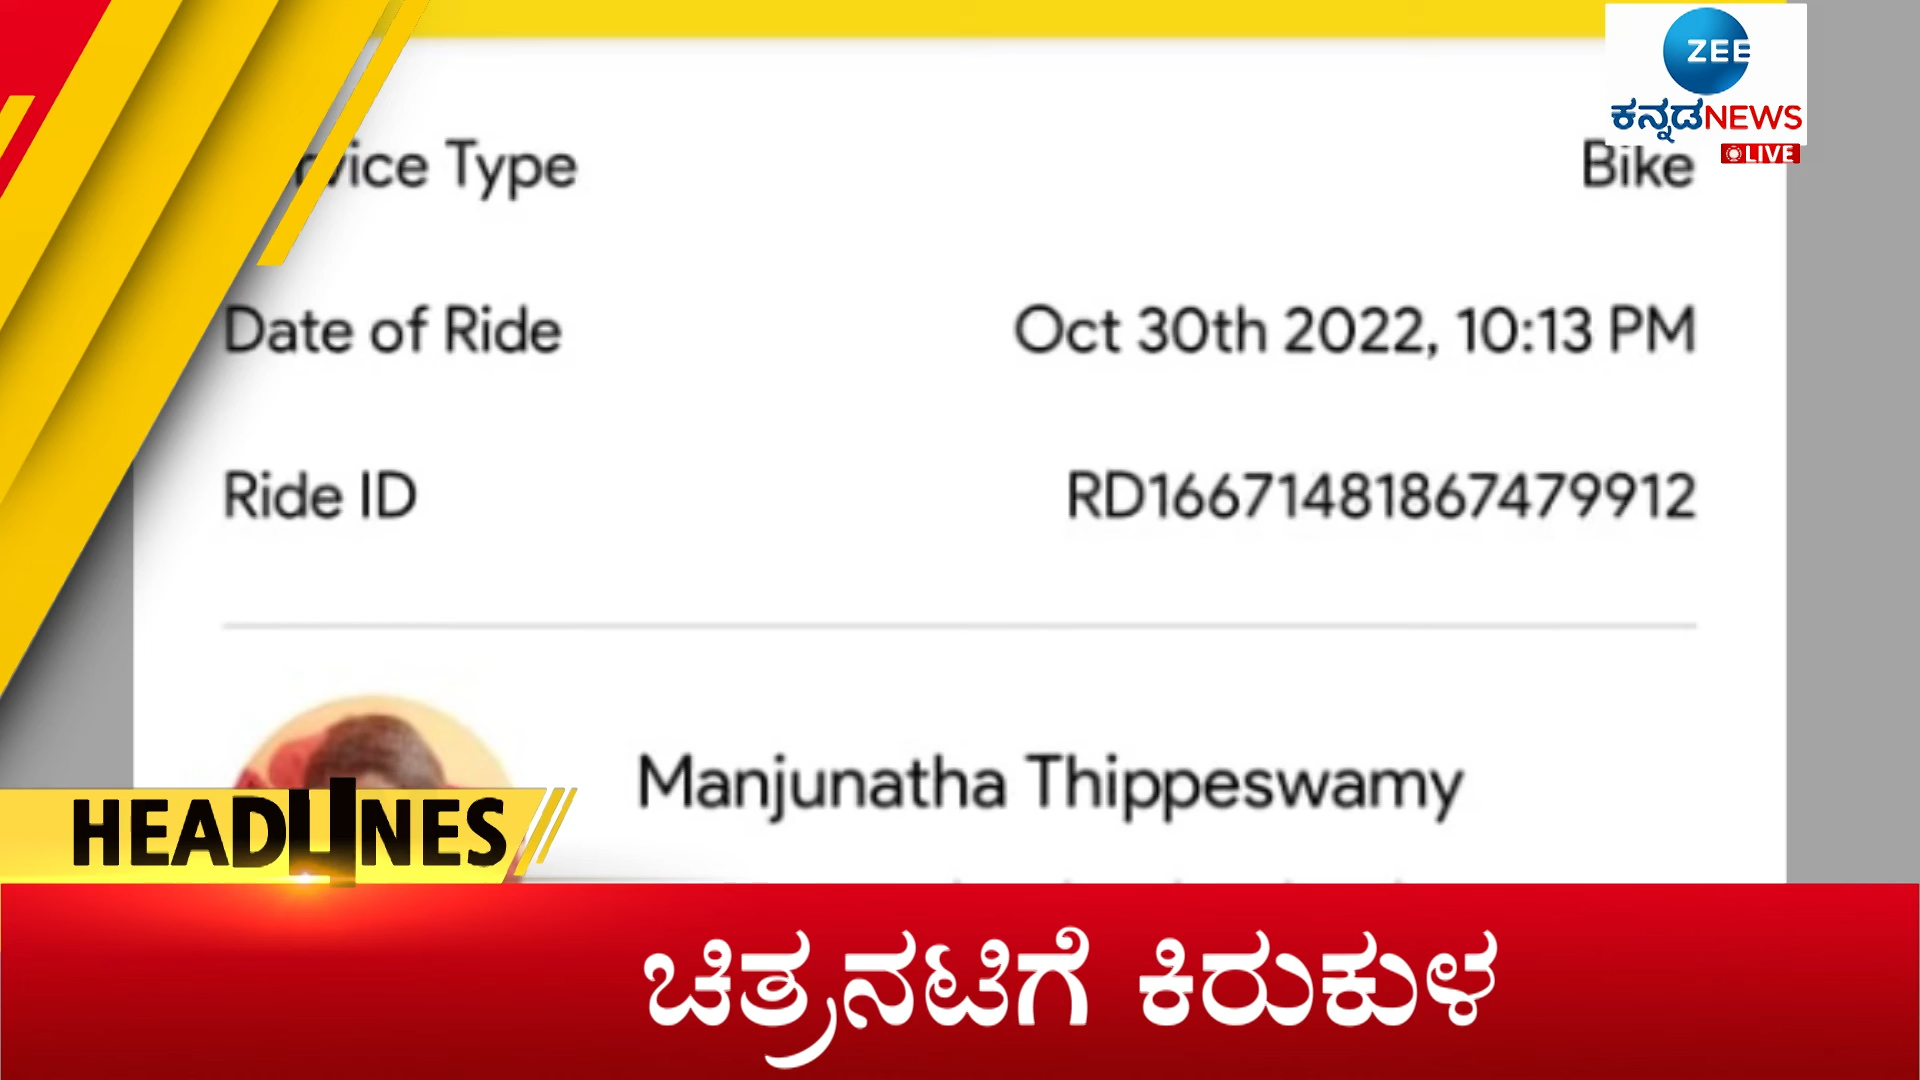 ZEE
ಕನ್ನಡNEWS
LIVE
Type Bike
Date of Ride Oct 30th 2022, 10:13 PM
Ride ID RD16671481867479912
Manjunatha Thippeswamy
HEADLINES
ಚಿತ್ರನಟಿಗೆ ಕಿರುಕುಳ